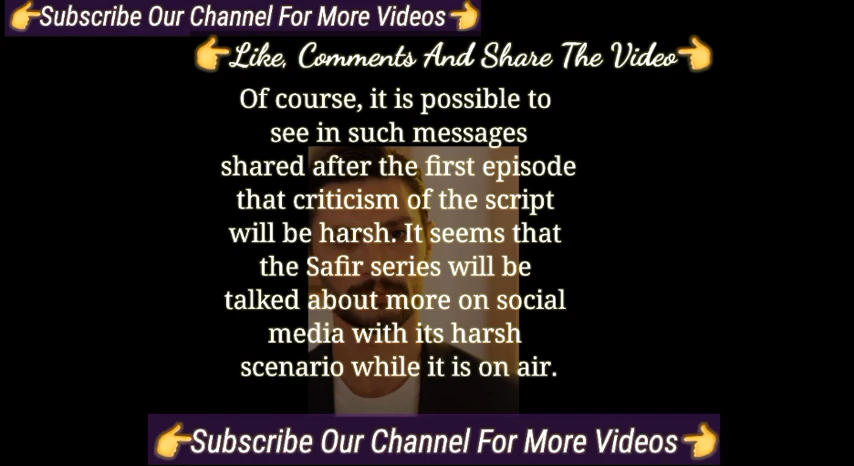 👉Subscribe Our Channel For More Videos👈
👉Like, Comments And Share The Video👈
Of course, it is possible to
see in such messages
shared after the first episode
that criticism of the script
will be harsh. It seems that
the Safir series will be
talked about more on social
media with its harsh
scenario while it is on air.
👉Subscribe Our Channel For More Videos👈